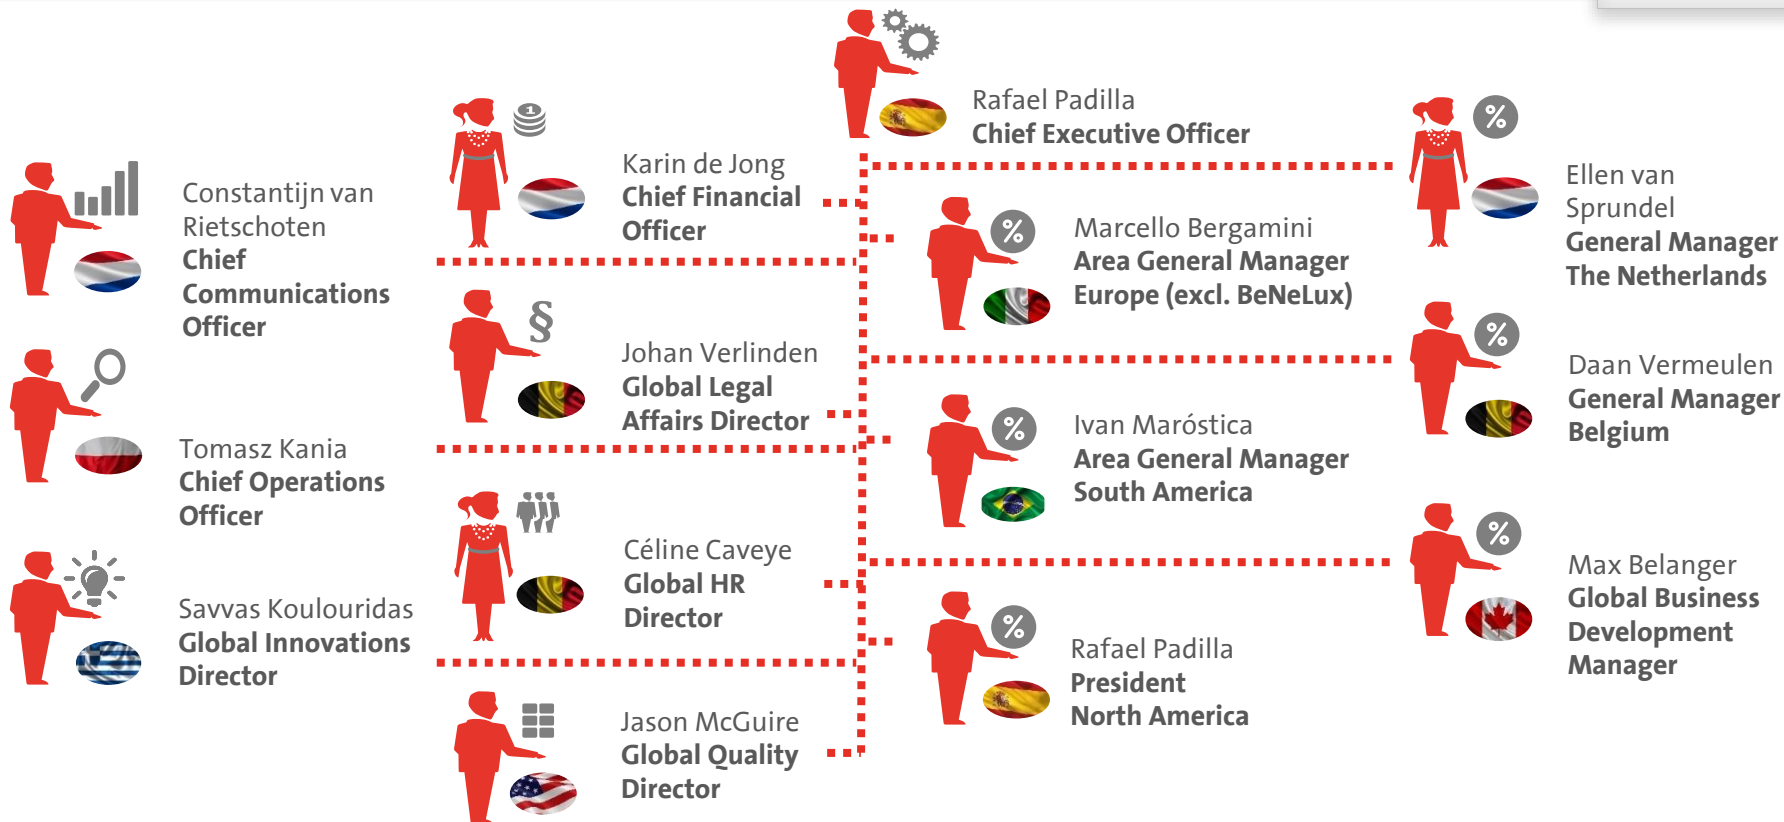 Rafael Padilla
Chief Executive Officer
1
Karin de Jong
Chief Financial
Officer
%
Ellen van
Sprundel
General Manager
The Netherlands
Constantijn van
Rietschoten
Chief
Communications
Officer
%
Marcello Bergamini
Area General Manager
Europe (excl. BeNeLux)
§
Johan Verlinden
Global Legal
Affairs Director
%
Daan Vermeulen
General Manager
Belgium
Tomasz Kania
Chief Operations
Officer
%
Ivan Maróstica
Area General Manager
South America
Céline Caveye
Global HR
Director
%
Max Belanger
Global Business
Development
Manager
Savvas Koulouridas
Global Innovations
Director
%
Rafael Padilla
President
North America
Jason McGuire
Global Quality
Director